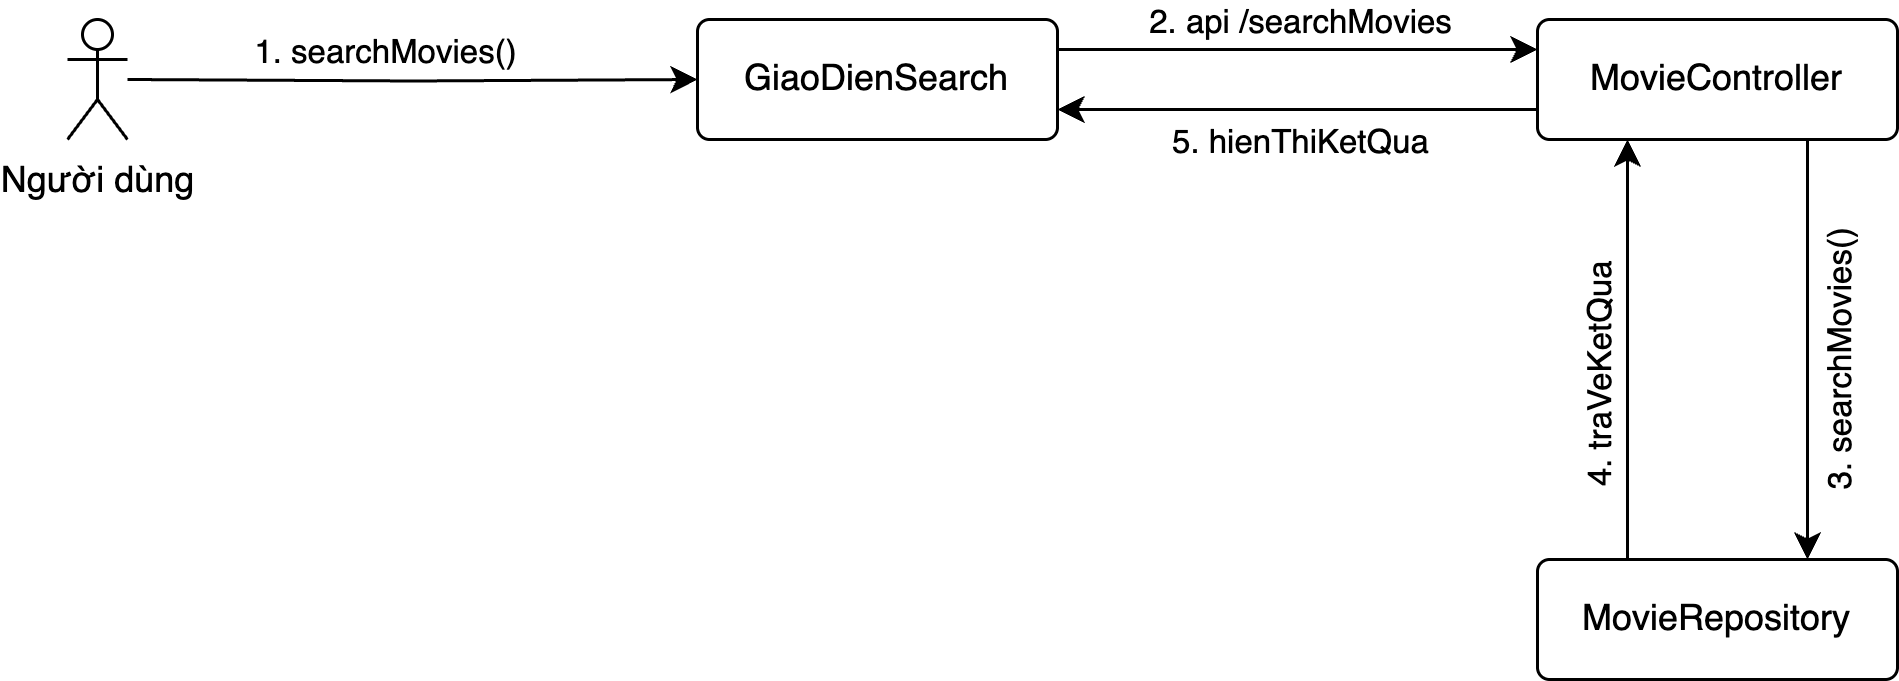 1. searchMovies()
2. api /searchMovies
GiaoDienSearch
MovieController
5. hienThiKetQua
Người dùng
4. traVeKetQua
3. searchMovies()
MovieRepository